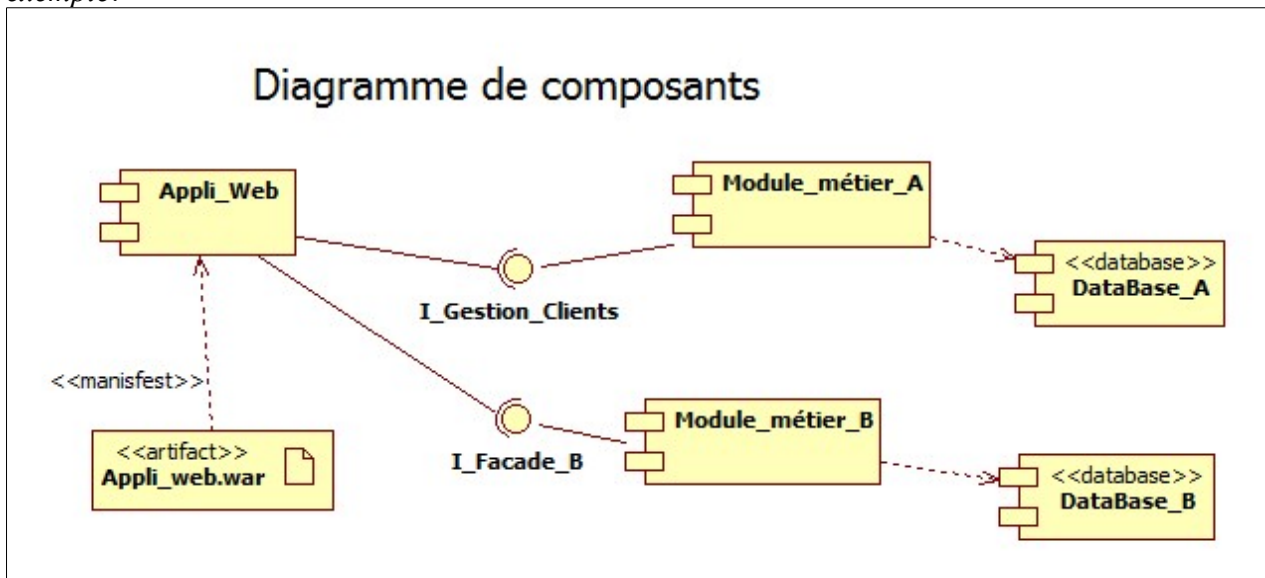 exemple:
Diagramme de composants
Appli_Web
Module_métier_A
<<database>>
DataBase_A
I_Gestion_Clients
<<manisfest>>
Module_métier_B
<<artifact>>
Appli_web.war
I_Facade_B
<<database>>
DataBase_B